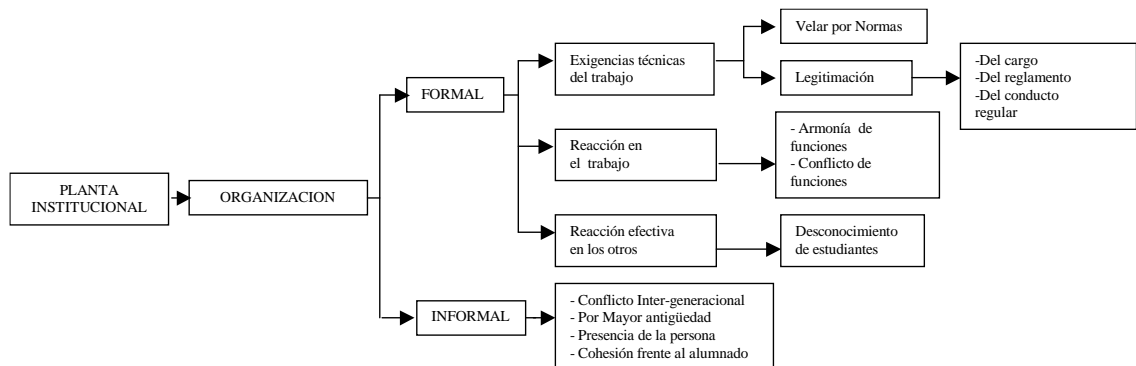 PLANTA
INSTITUCIONAL
ORGANIZACION
FORMAL
Exigencias técnicas
del trabajo
Velar por Normas
Legitimación
-Del cargo
-Del reglamento
-Del conducto
regular
Reacción en
el trabajo
- Armonía de
funciones
- Conflicto de
funciones
Reacción efectiva
en los otros
Desconocimiento
de estudiantes
INFORMAL
- Conflicto Inter-generacional
- Por Mayor antigüedad
- Presencia de la persona
- Cohesión frente al alumnado